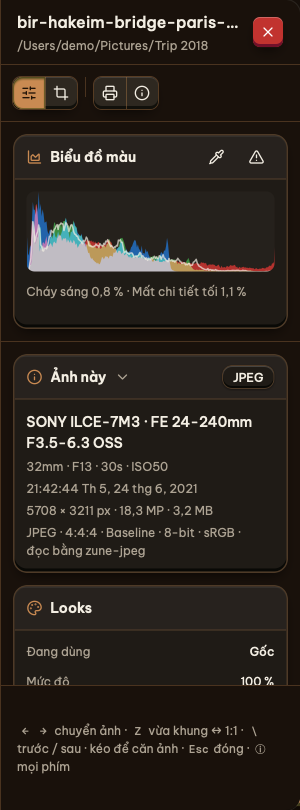 bir-hakeim-bridge-paris-...
/Users/demo/Pictures/Trip 2018
Biểu đồ màu
Cháy sáng 0,8 % · Mất chi tiết tối 1,1 %
Ảnh này JPEG
SONY ILCE-7M3 · FE 24-240mm
F3.5-6.3 OSS
32mm · F13 · 30s · ISO50
21:42:44 Th 5, 24 thg 6, 2021
5708 × 3211 px · 18,3 MP · 3,2 MB
JPEG · 4:4:4 · Baseline · 8-bit · sRGB ·
đọc bằng zune-jpeg
Looks
Đang dùng Gốc
Mức độ 100 %
← → chuyển ảnh · Z vừa khung ↔ 1:1 · \
trước / sau · kéo để căn ảnh · Esc đóng · ⓘ
mọi phím